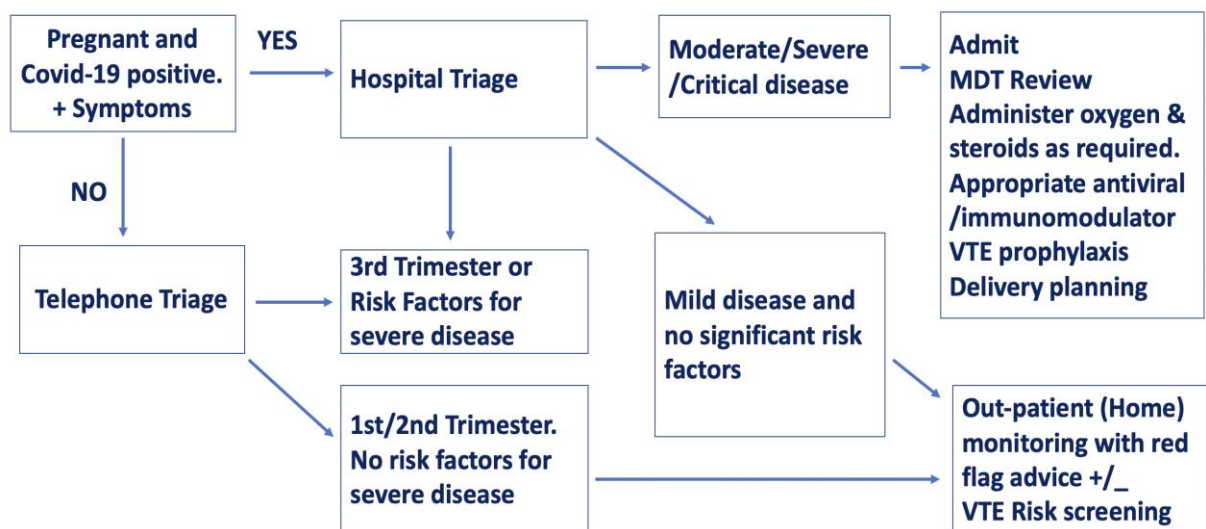 Pregnant and
Covid-19 positive.
+ Symptoms
YES
Hospital Triage
Moderate/Severe
/Critical disease
Admit
MDT Review
Administer oxygen &
steroids as required.
Appropriate antiviral
/immunomodulator
VTE prophylaxis
Delivery planning
NO
Telephone Triage
3rd Trimester or
Risk Factors for
severe disease
Mild disease and
no significant risk
factors
1st/2nd Trimester.
No risk factors for
severe disease
Out-patient (Home)
monitoring with red
flag advice +/_
VTE Risk screening